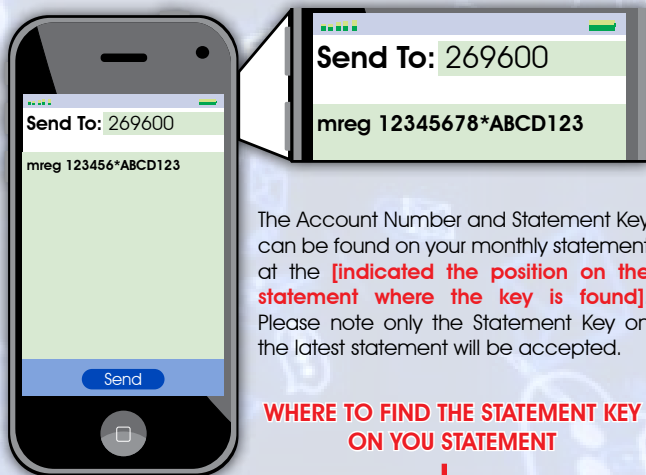 Send To: 269600
mreg 123456*ABCD123
Send
Send To: 269600
mreg 12345678*ABCD123
The Account Number and Statement Key
can be found on your monthly statement
at the [indicated the position on the
statement where the key is found]
Please note only the Statement Key on
the latest statement will be accepted.
WHERE TO FIND THE STATEMENT KEY
ON YOU STATEMENT